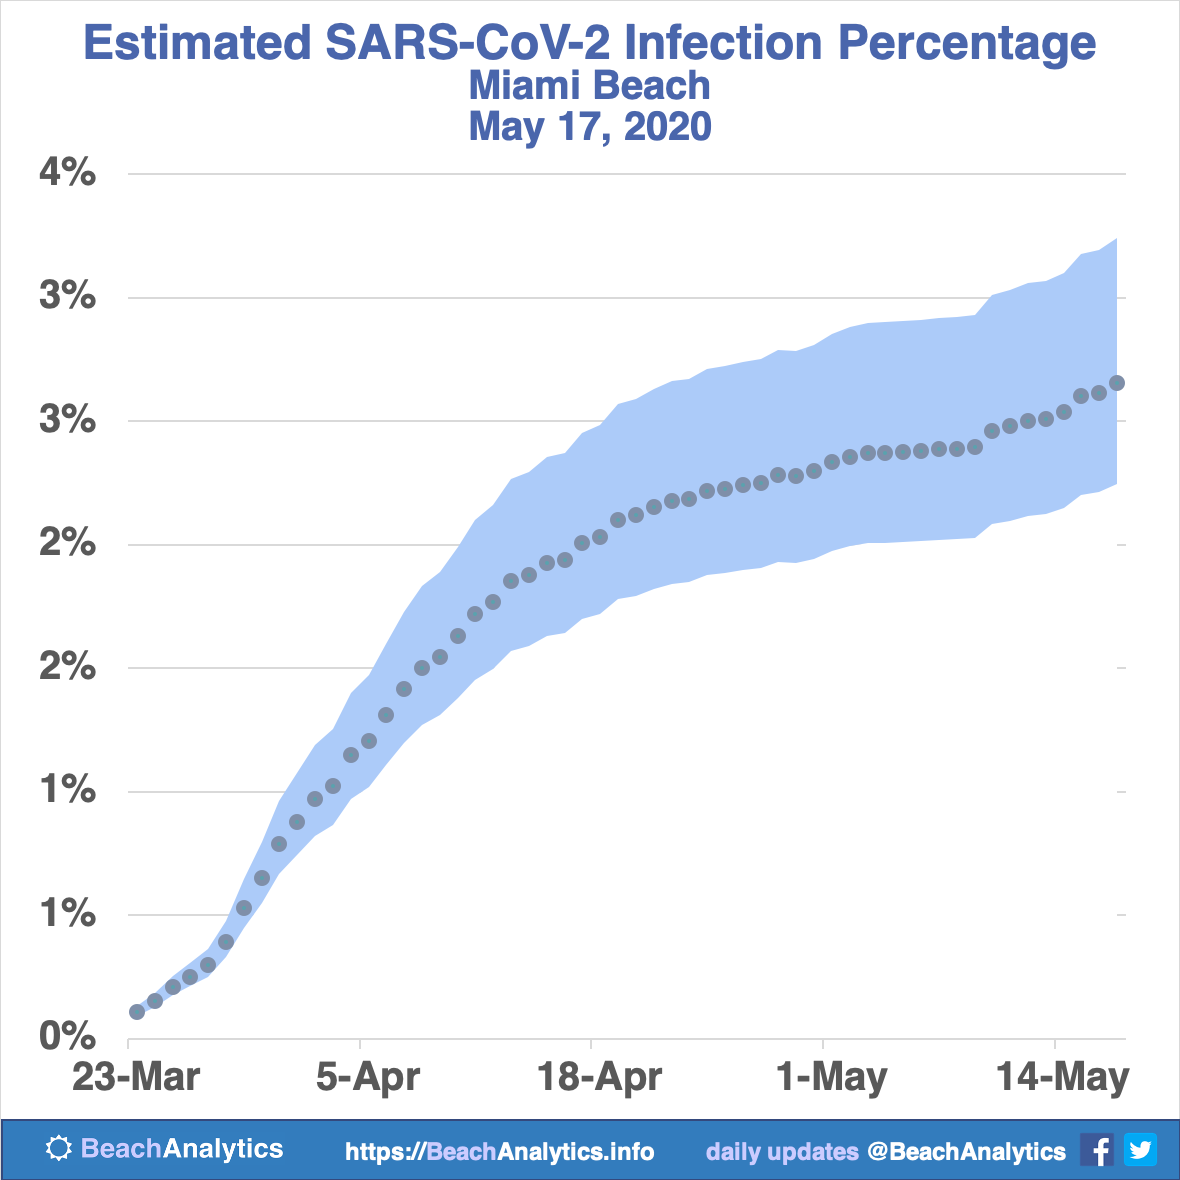 Estimated SARS-CoV-2 Infection Percentage
Miami Beach
May 17, 2020
4%
3%
3%
2%
2%
1%
1%
0%
23-Mar 5-Apr 18-Apr 1-May 14-May
BeachAnalytics https://BeachAnalytics.info daily updates @BeachAnalytics f